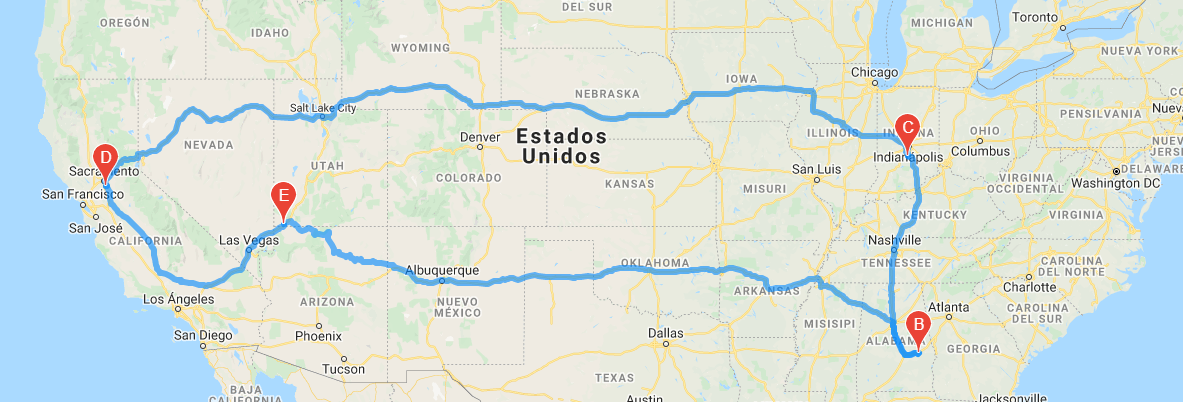 DEL SUR
MICHIGAN
Toronto
OREGÓN
IDAHO
WYOMING
NUEVA YORK
Chicago
IOWA
NEBRASKA
Salt Lake City
PENSILVANIA
Denver
Estados
Unidos
ILLINOIS
C
OHIO
Columbus
Indianápolis
NEVADA
D
Sacramento
San Francisco
San José
CALIFORNIA
UTAH
E
COLORADO
KANSAS
MISURI
San Luis
VIRGINIA
OCCIDENTAL
Washington DC
DELAWARE
KENTUCKY
VIRGINIA
Las Vegas
Nashville
TENNESSEE
Albuquerque
OKLAHOMA
ARKANSAS
CAROLINA
DEL NORTE
Charlotte
Los Ángeles
ARIZONA
NUEVO
MÉXICO
Atlanta
CAROLINA
DEL SUR
San Diego
Phoenix
Dallas
MISISIPI
B
ALABAMA
GEORGIA
Tucson
TEXAS
BAJA
CALIFORNIA
Austin
Jacksonville